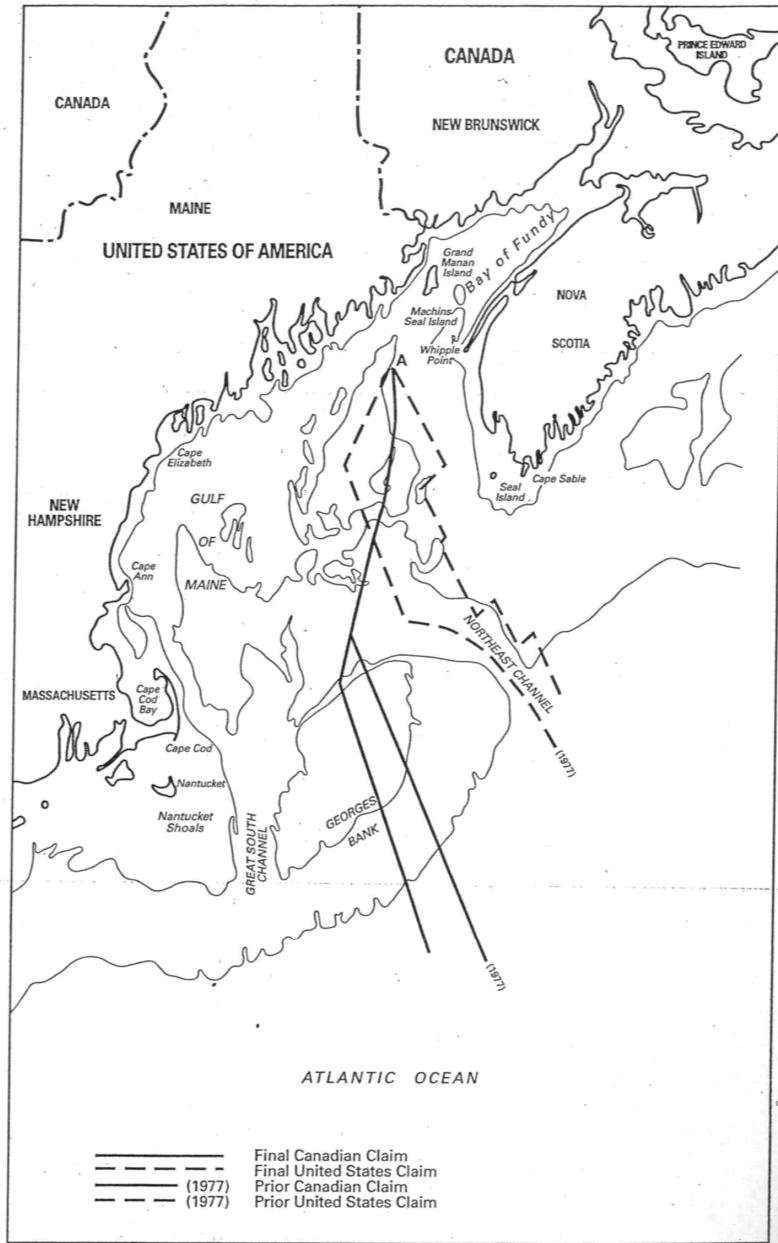 PRINCE EDWARD
ISLAND
CANADA
CANADA
NEW BRUNSWICK
MAINE
UNITED STATES OF AMERICA
Grand
Manan
Island
Bay of Fundy
NOVA
SCOTIA
Machins
Seal Island
Whipple
Point
A
Cape
Elizabeth
Seal
Island
Cape Sable
NEW
HAMPSHIRE
GULF
OF
MAINE
Cape
Ann
NORTHEAST CHANNEL
MASSACHUSETTS
Cape
Cod
Bay
Cape Cod
(1977)
Nantucket
Nantucket
Shoals
GEORGES
BANK
GREAT SOUTH
CHANNEL
(1977)
ATLANTIC OCEAN
Final Canadian Claim
Final United States Claim
(1977) Prior Canadian Claim
(1977) Prior United States Claim